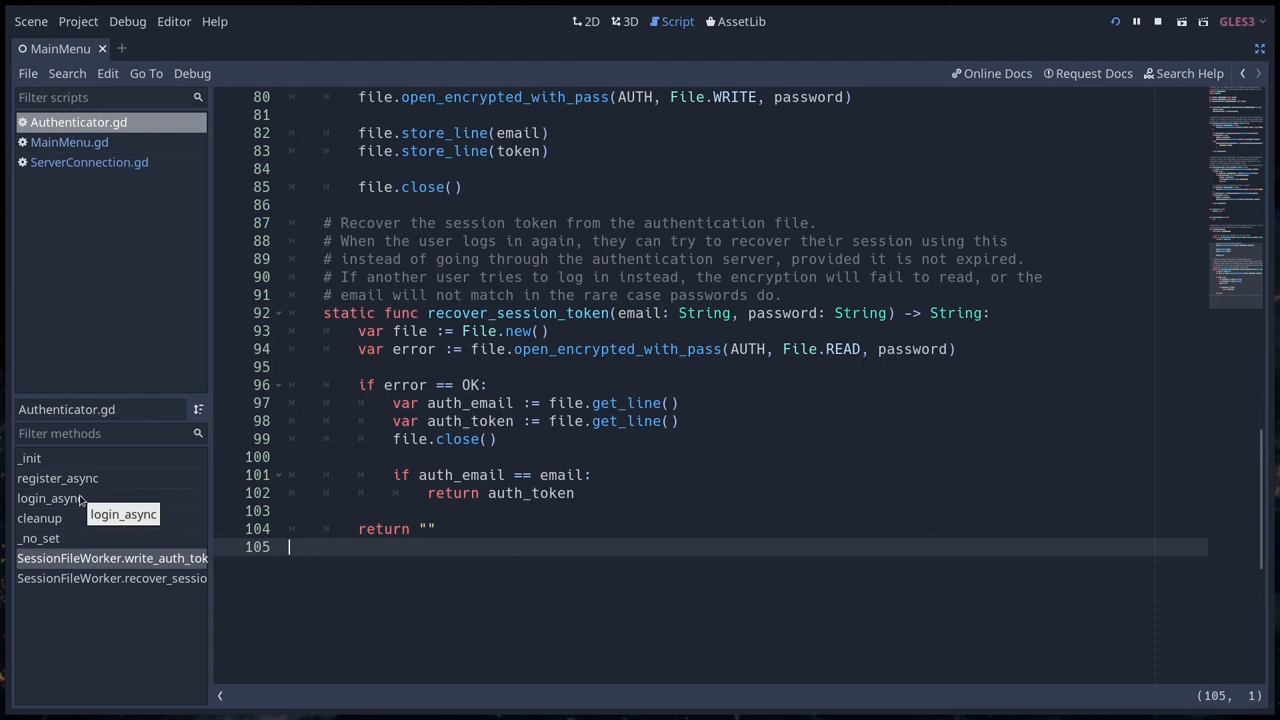 Scene Project Debug Editor Help 2D 3D Script AssetLib GLES3
MainMenu
File Search Edit Go To Debug Online Docs Request Docs Search Help
Filter scripts
Authenticator.gd
MainMenu.gd
ServerConnection.gd
Authenticator.gd
Filter methods
_init
register_async
login_async
login_async
cleanup
_no_set
SessionFileWorker.write_auth_tok
SessionFileWorker.recover_sessio
80 file.open_encrypted_with_pass(AUTH, File.WRITE, password)
81
82 file.store_line(email)
83 file.store_line(token)
84
85 file.close()
86
87 # Recover the session token from the authentication file.
88 # When the user logs in again, they can try to recover their session using this
89 # instead of going through the authentication server, provided it is not expired.
90 # If another user tries to log in instead, the encryption will fail to read, or the
91 # email will not match in the rare case passwords do.
92 static func recover_session_token(email: String, password: String) -> String:
93 var file := File.new()
94 var error := file.open_encrypted_with_pass(AUTH, File.READ, password)
95
96 if error == OK:
97 var auth_email := file.get_line()
98 var auth_token := file.get_line()
99 file.close()
100
101 if auth_email == email:
102 return auth_token
103
104 return ""
105
(105, 1)